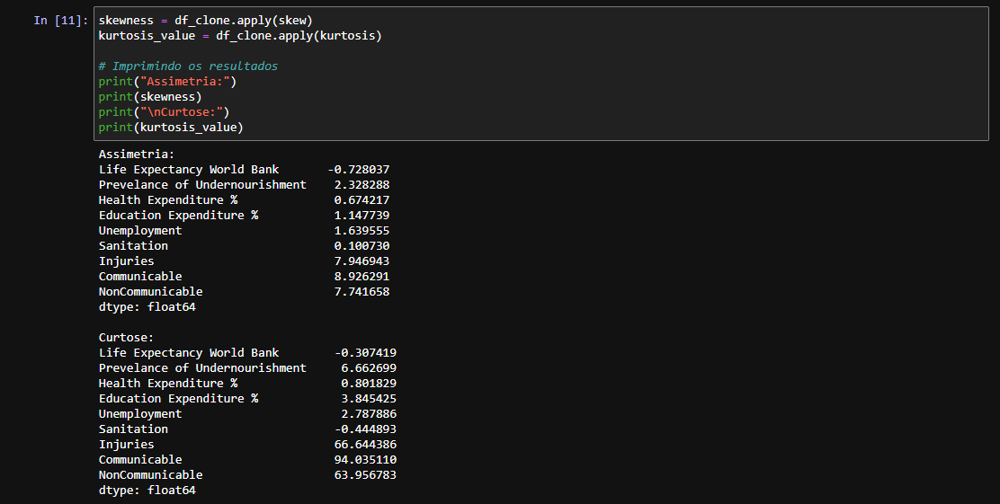 In [11]: skewness = df_clone.apply(skew)
kurtosis_value = df_clone.apply(kurtosis)
# Imprimindo os resultados
print("Assimetria:")
print(skewness)
print("\nCurtose:")
print(kurtosis_value)
Assimetria:
Life Expectancy World Bank -0.728037
Prevelance of Undernourishment 2.328288
Health Expenditure % 0.674217
Education Expenditure % 1.147739
Unemployment 1.639555
Sanitation 0.100730
Injuries 7.946943
Communicable 8.926291
NonCommunicable 7.741658
dtype: float64
Curtose:
Life Expectancy World Bank -0.307419
Prevelance of Undernourishment 6.662699
Health Expenditure % 0.801829
Education Expenditure % 3.845425
Unemployment 2.787886
Sanitation -0.444893
Injuries 66.644386
Communicable 94.035110
NonCommunicable 63.956783
dtype: float64